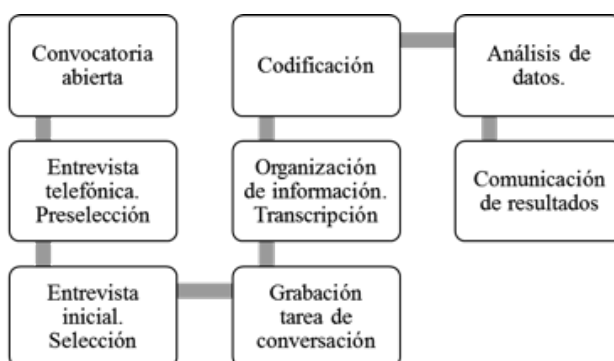 Convocatoria
abierta
Entrevista
telefónica.
Preselección
Entrevista
inicial.
Selección
Grabación
tarea de
conversación
Organización
de información.
Transcripción
Codificación
Análisis de
datos.
Comunicación
de resultados